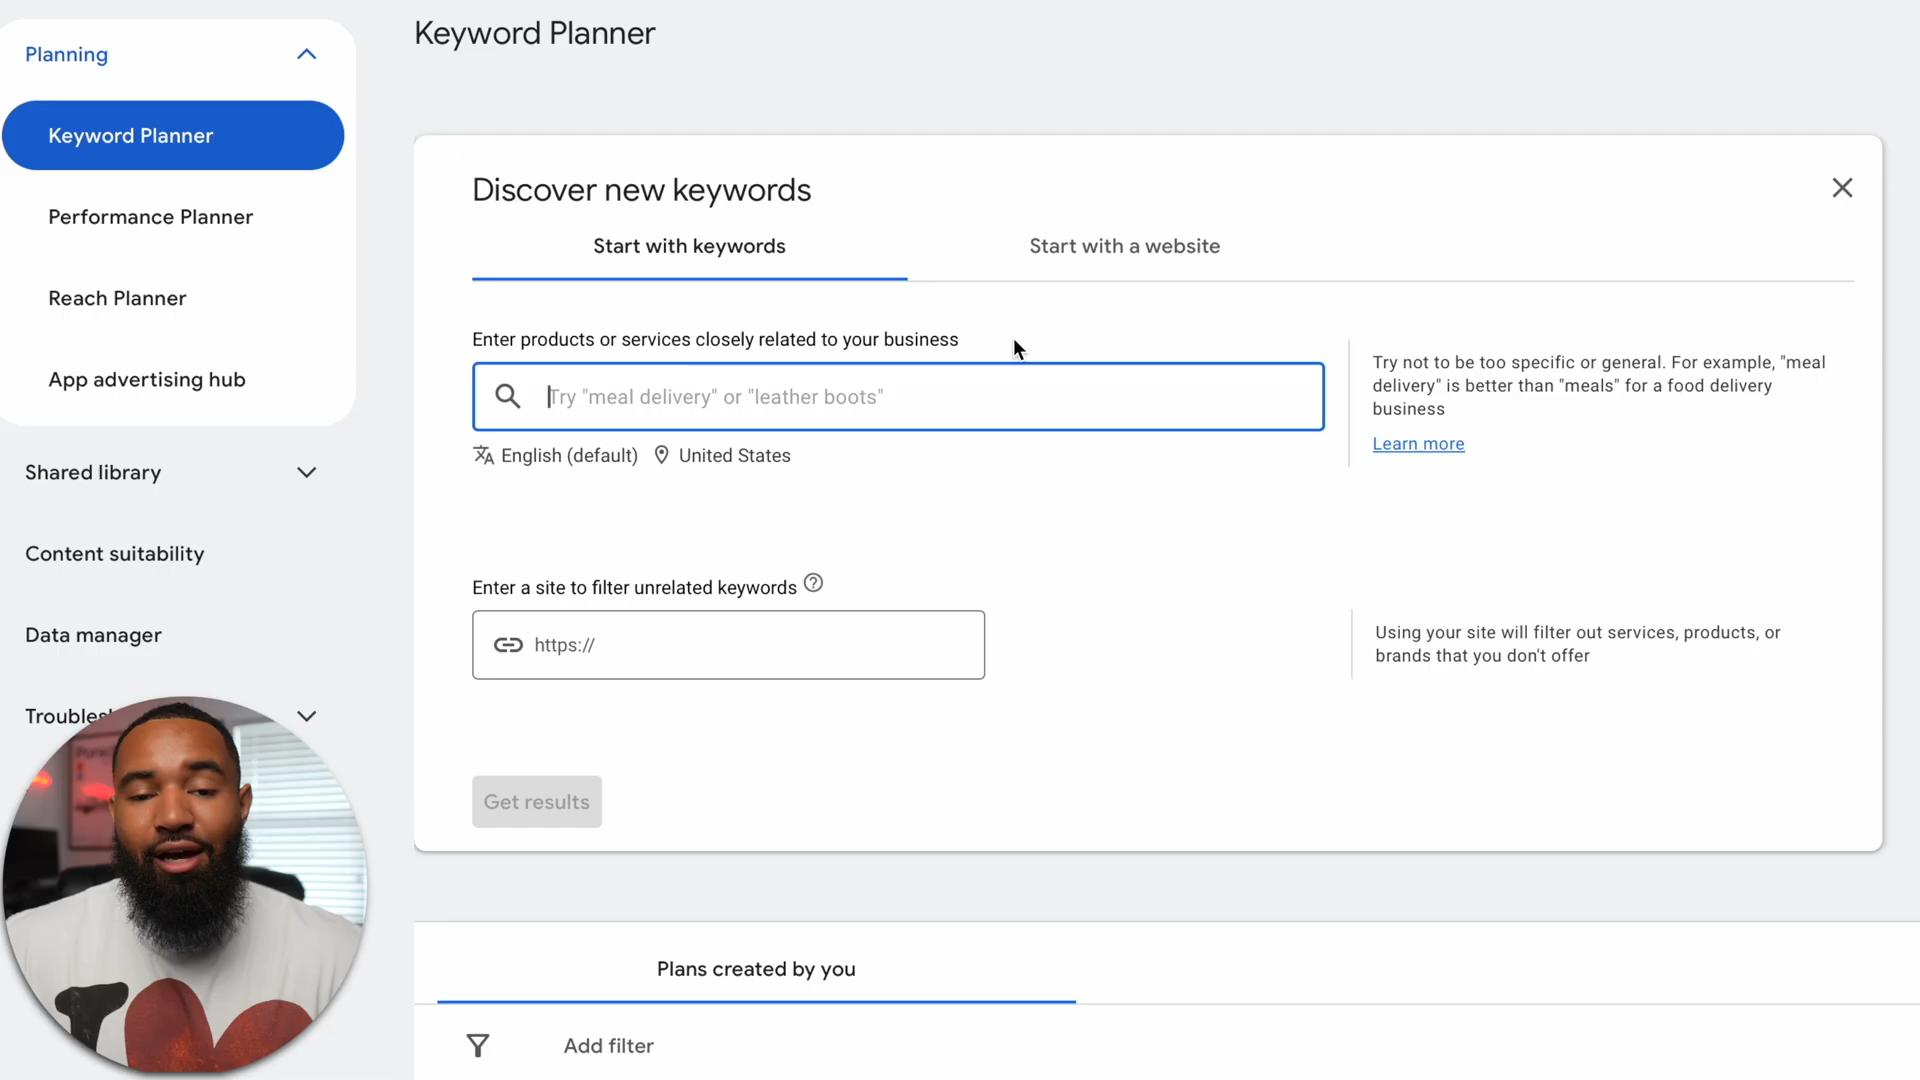 Planning
Keyword Planner
Performance Planner
Reach Planner
App advertising hub
Shared library
Content suitability
Data manager
Keyword Planner
Discover new keywords
Start with keywords
Start with a website
Enter products or services closely related to your business
Try "meal delivery" or "leather boots"
English (default)
United States
Try not to be too specific or general. For example, "meal
delivery" is better than "meals" for a food delivery
business
Learn more
Enter a site to filter unrelated keywords
https://
Using your site will filter out services, products, or
brands that you don't offer
Get results
Plans created by you
Add filter
I